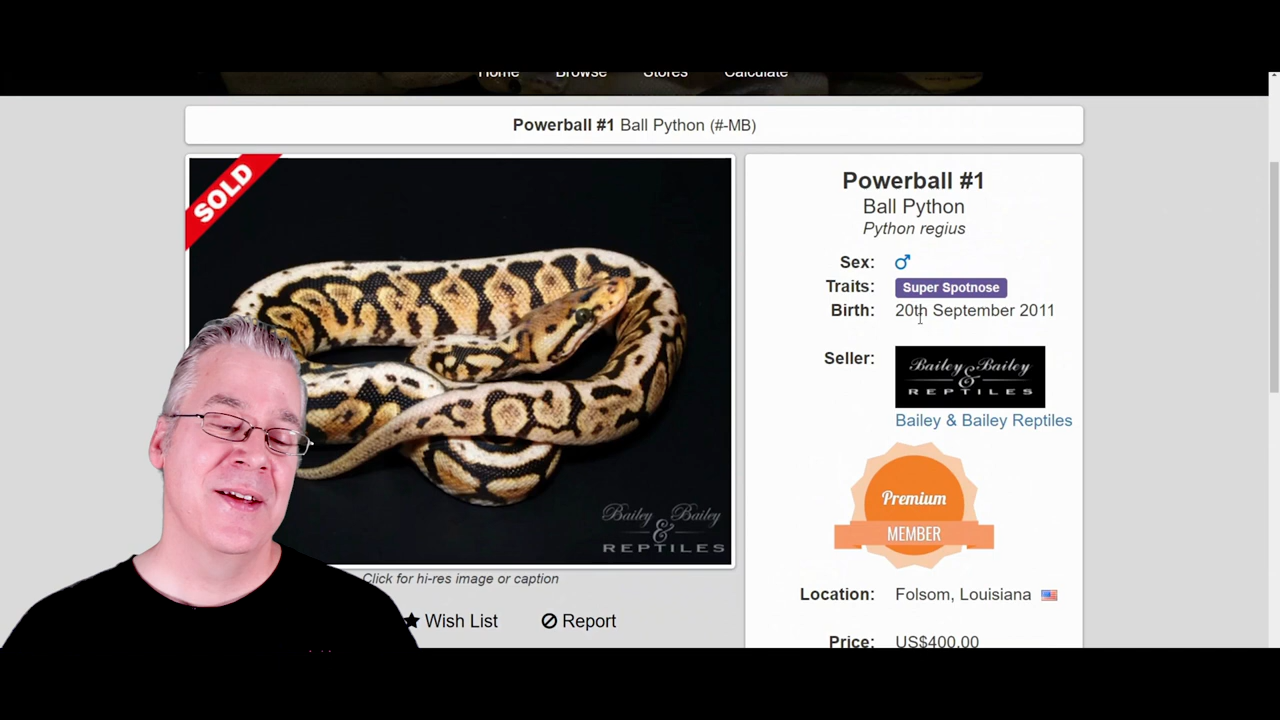 Home Browse Stores Calculate
Powerball #1 Ball Python (#-MB)
SOLD
Bailey & Bailey
REPTILES
Click for hi-res image or caption
Wish List Report
Powerball #1
Ball Python
Python regius
Sex: ♂
Traits: Super Spotnose
Birth: 20th September 2011
Seller:
Bailey & Bailey
REPTILES
Bailey & Bailey Reptiles
Premium
MEMBER
Location: Folsom, Louisiana
Price: US$400.00